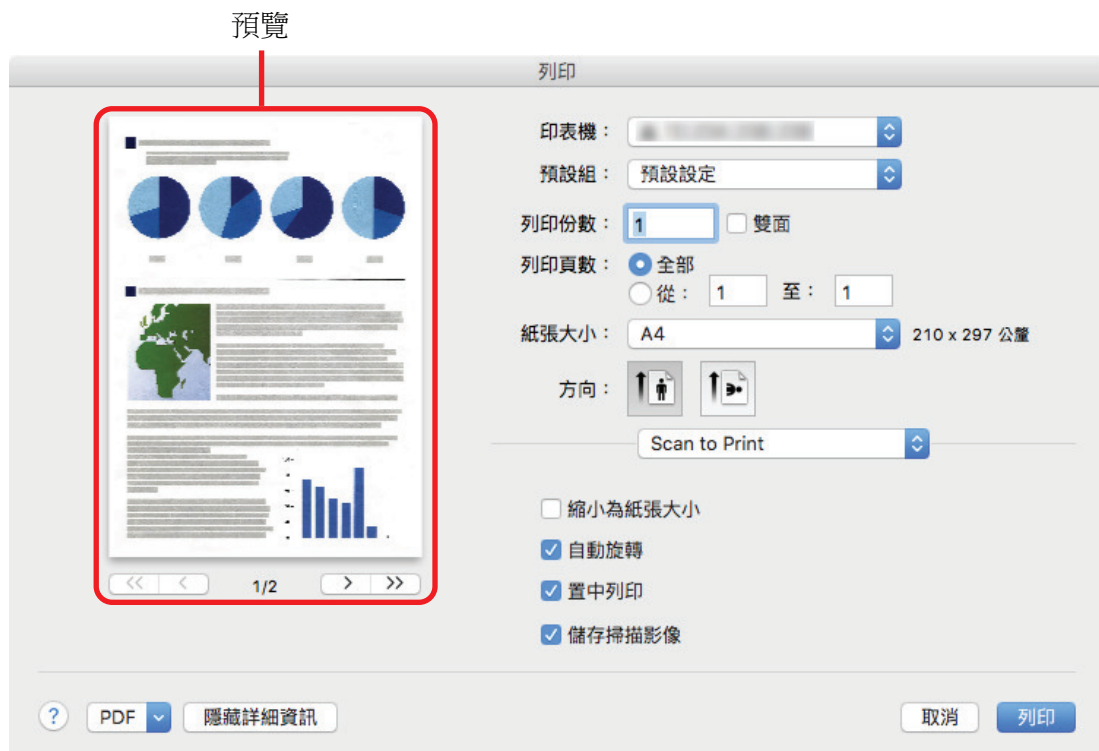 預覽
列印
印表機：
預設組： 預設設定
列印份數： 1 雙面
列印頁數： 全部
從： 1 至： 1
紙張大小： A4 210 x 297 公釐
方向：
Scan to Print
縮小為紙張大小
自動旋轉
置中列印
儲存掃描影像
<< < 1/2 > >>
? PDF 隱藏詳細資訊 取消 列印